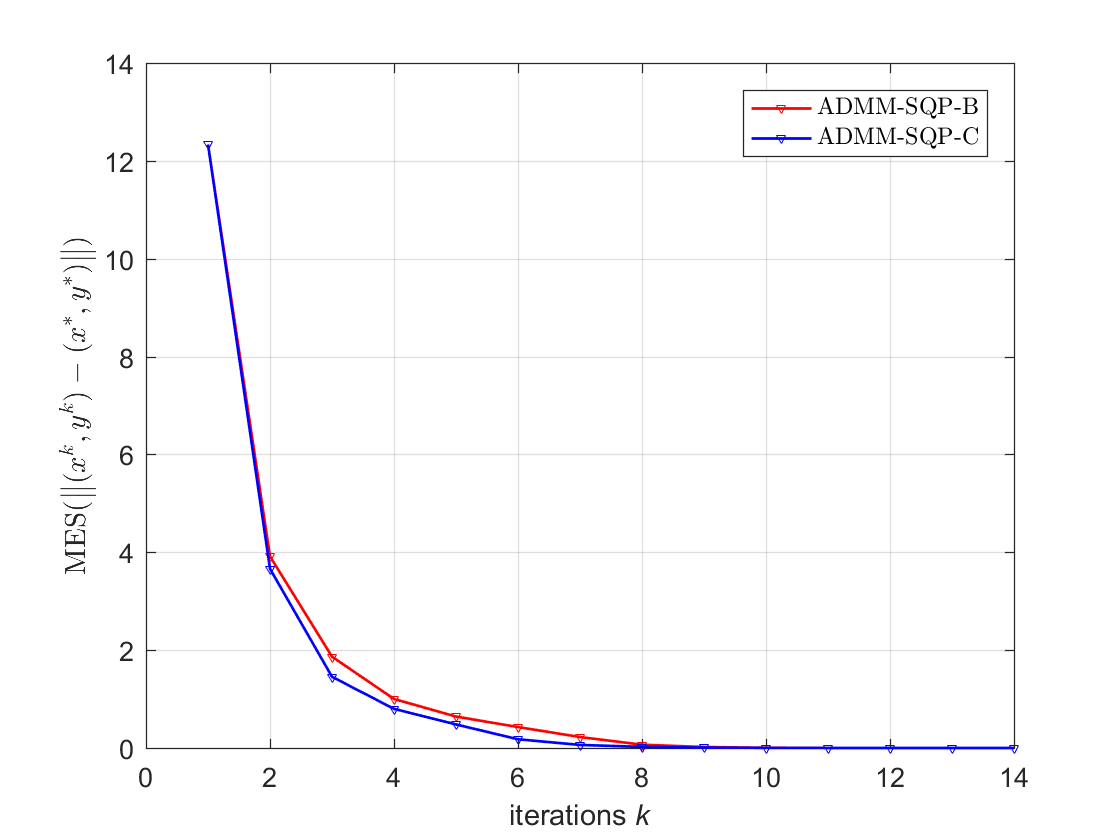 14
12
10
8
6
4
2
0
0 2 4 6 8 10 12 14
iterations k
MES(||(x^k, y^k) − (x^*, y^*)||)
ADMM-SQP-B
ADMM-SQP-C